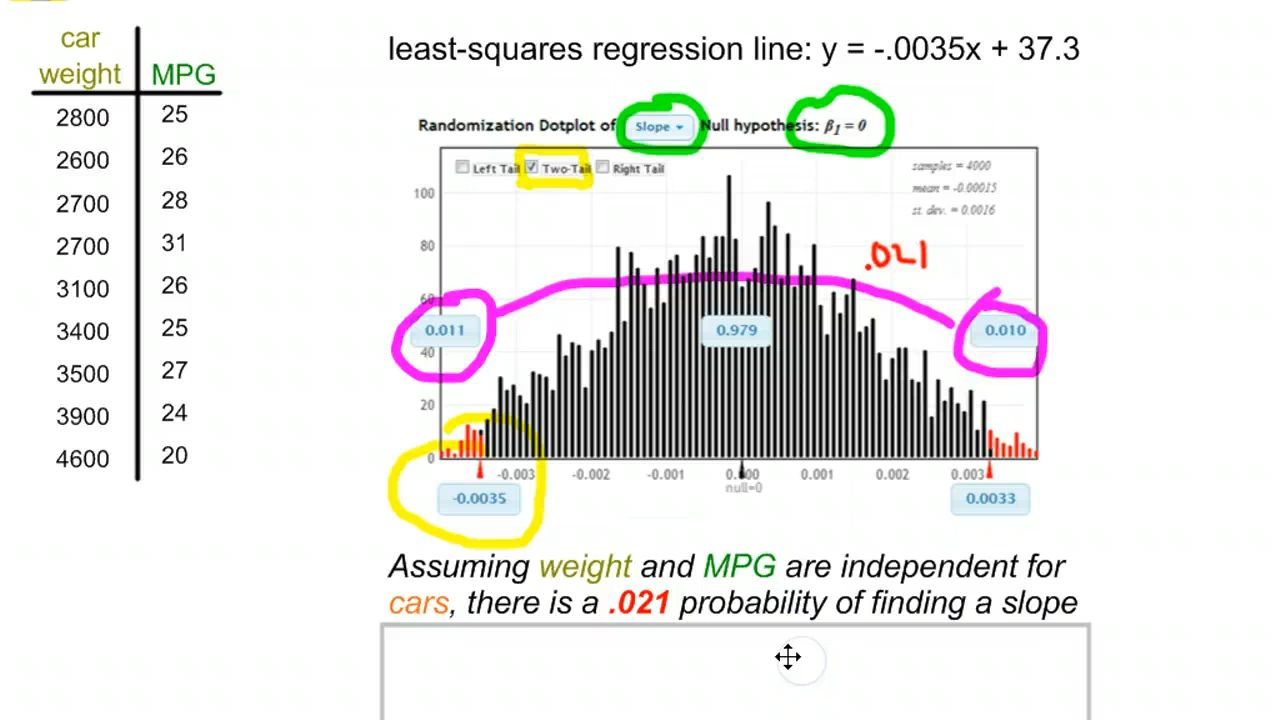 car
weight MPG
2800 25
2600 26
2700 28
2700 31
3100 26
3400 25
3500 27
3900 24
4600 20
least-squares regression line: y = -.0035x + 37.3
Randomization Dotplot of Slope Null hypothesis: β1 = 0
Left Tail Two-Tail Right Tail
samples = 4000
mean = -0.00015
st. dev. = 0.0016
100
80
60
40
20
0
.021
0.011 0.979 0.010
-0.003 -0.002 -0.001 0.000 0.001 0.002 0.003
null=0
-0.0035 0.0033
Assuming weight and MPG are independent for
cars, there is a .021 probability of finding a slope